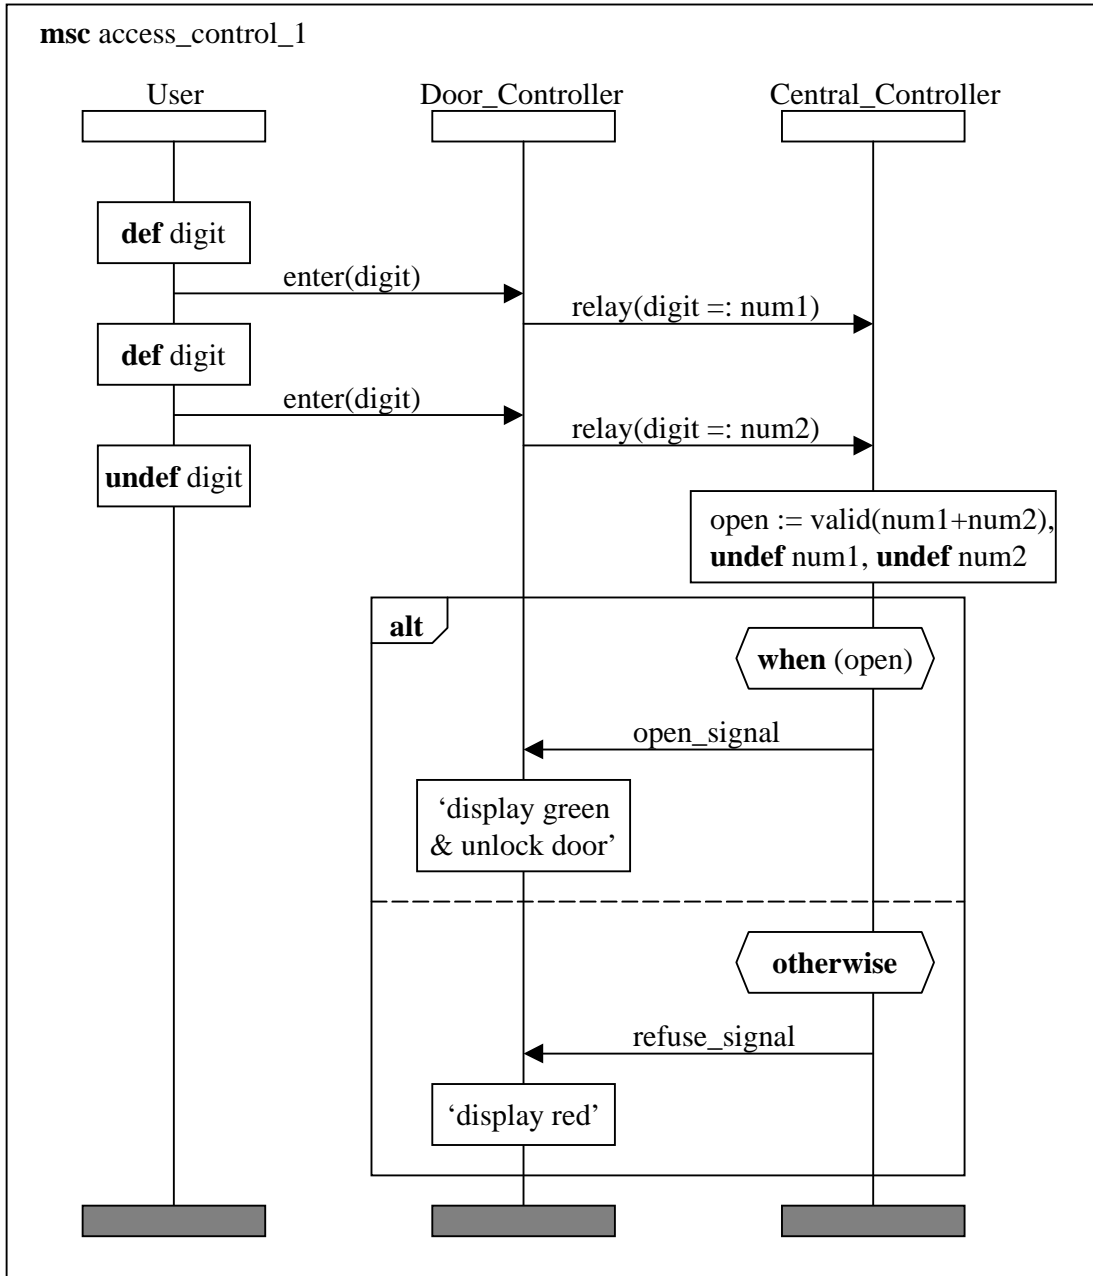 msc access_control_1
User
Door_Controller
Central_Controller
def digit
enter(digit)
relay(digit =: num1)
def digit
enter(digit)
relay(digit =: num2)
undef digit
open := valid(num1+num2),
undef num1, undef num2
alt
when (open)
open_signal
‘display green
& unlock door’
otherwise
refuse_signal
‘display red’